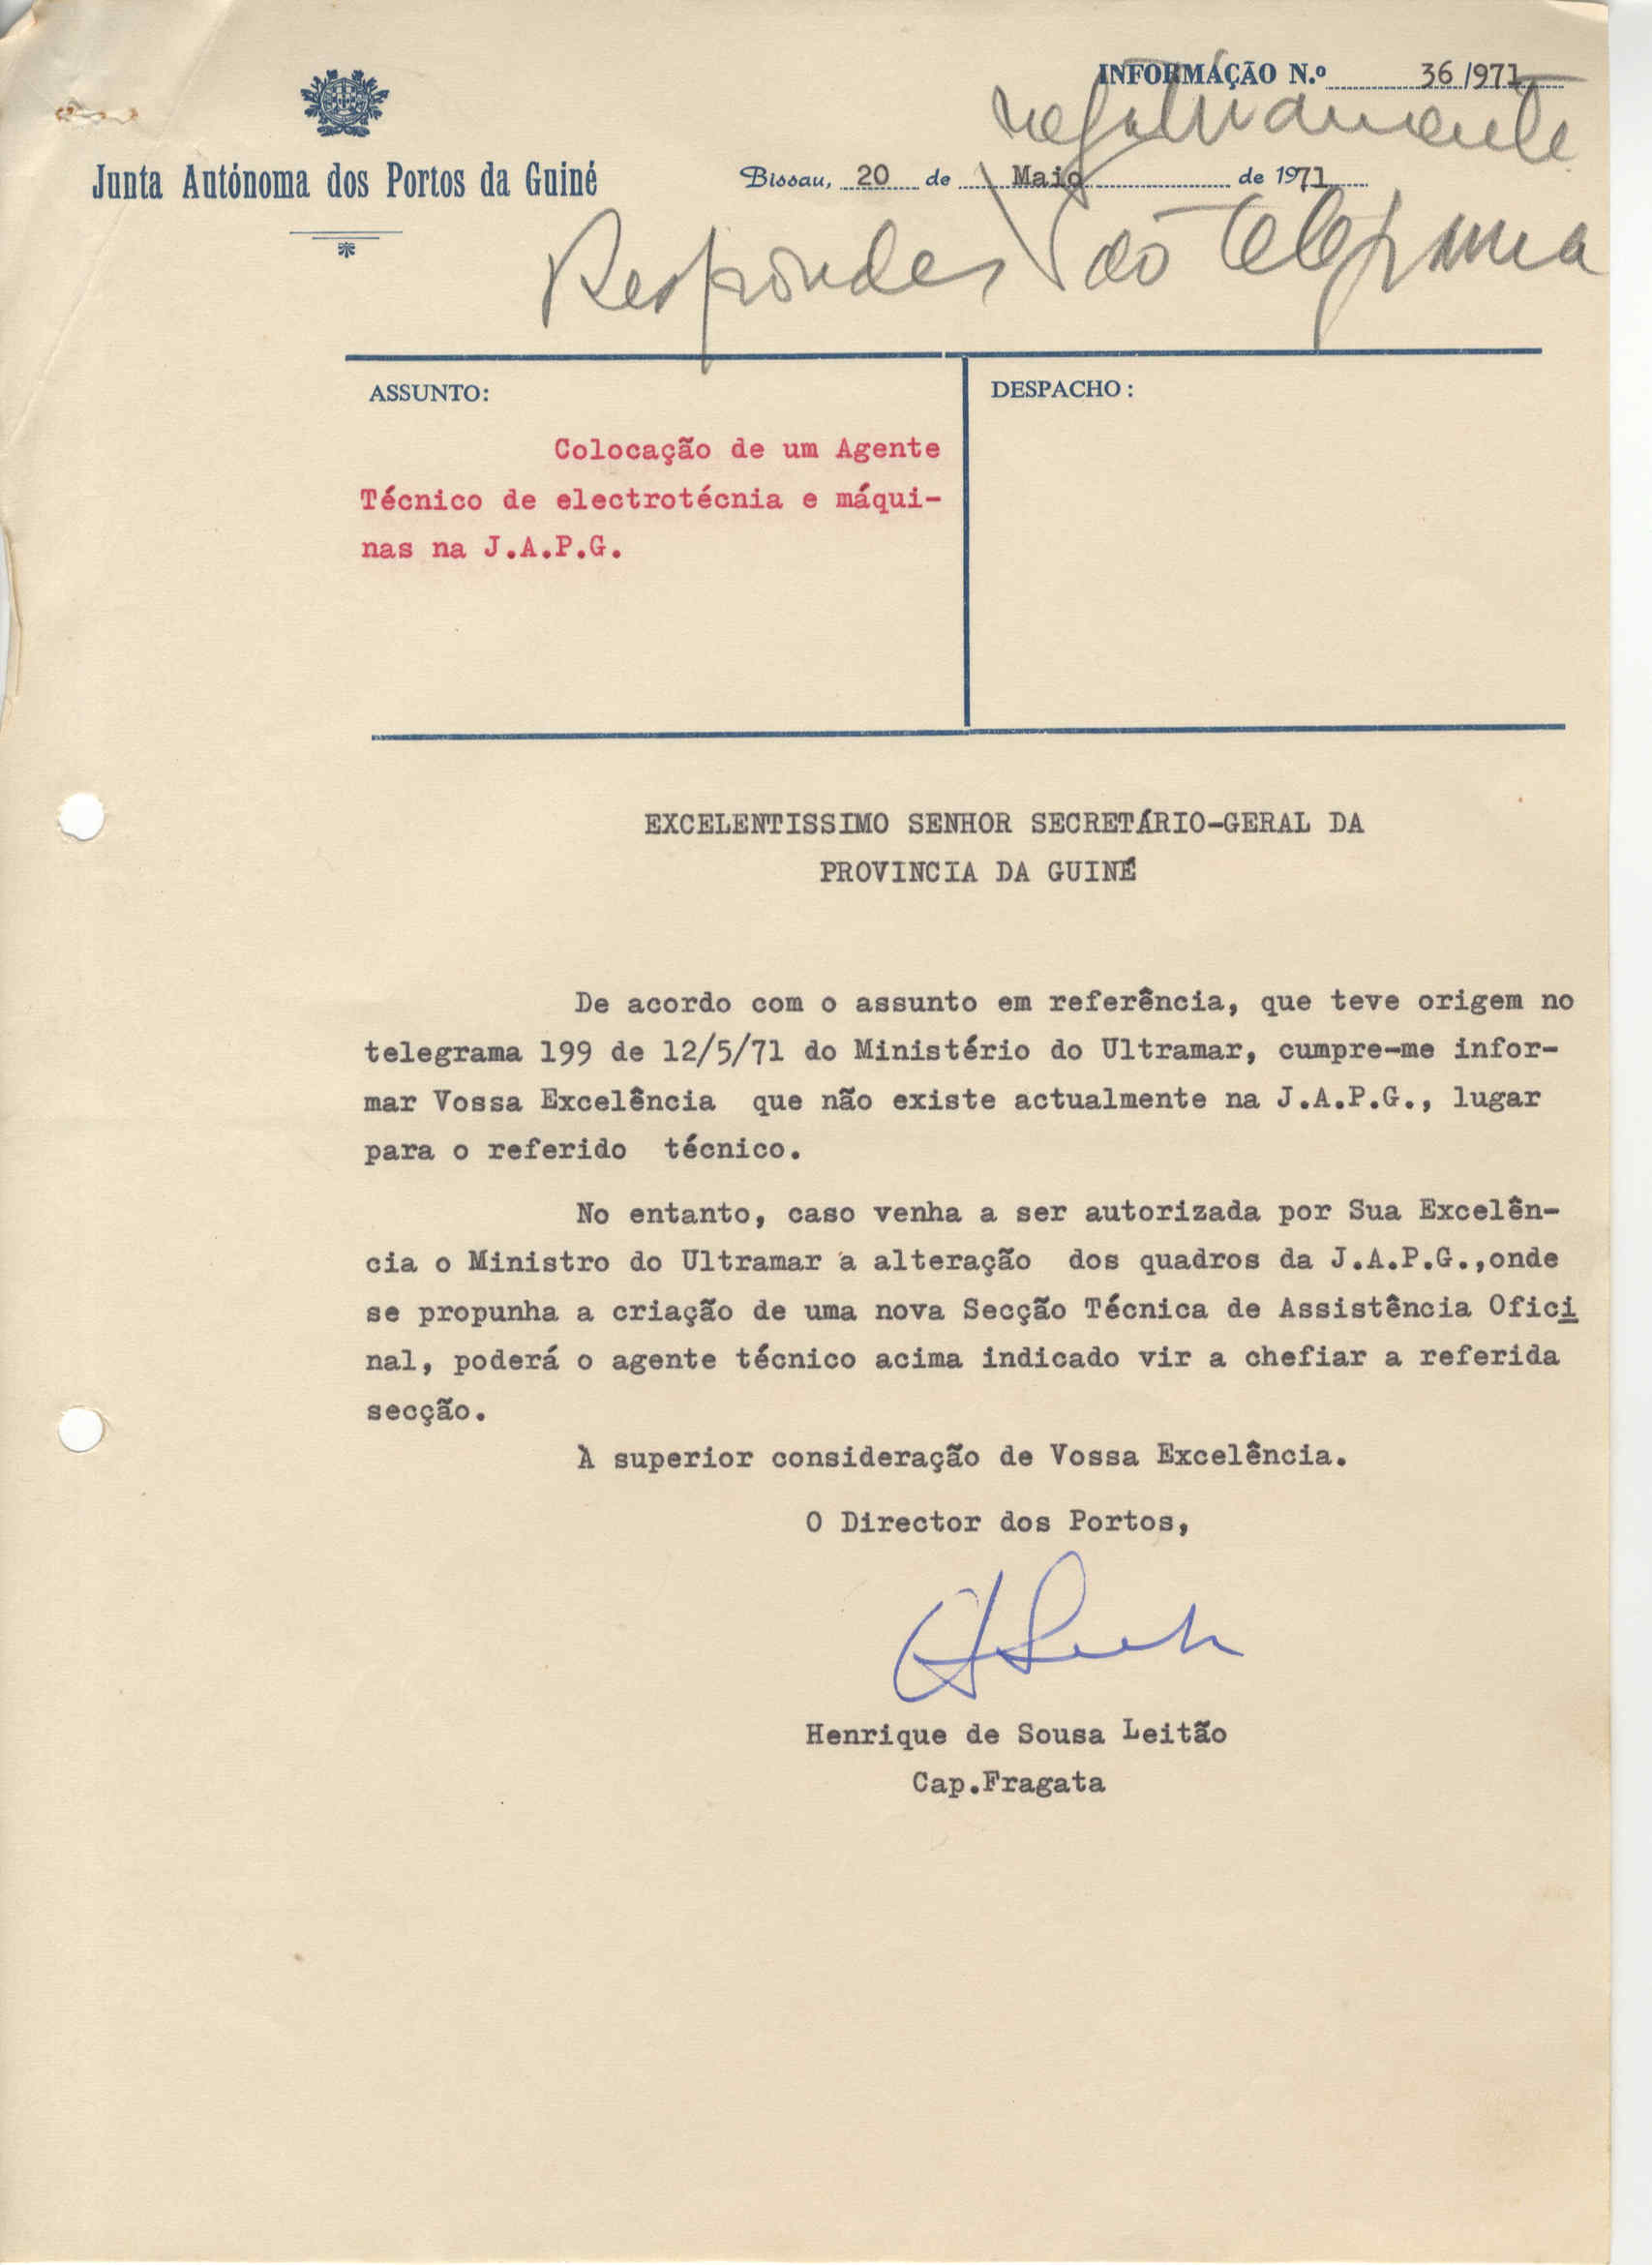 INFORMAÇÃO N.º 36/971
negativamente
Junta Autónoma dos Portos da Guiné
Bissau, 20 de Maio de 1971
Responder ao telegrama
ASSUNTO:
Colocação de um Agente
Técnico de electrotécnia e máqui-
nas na J.A.P.G.
DESPACHO:
EXCELENTISSIMO SENHOR SECRETÁRIO-GERAL DA
PROVINCIA DA GUINÉ
De acordo com o assunto em referência, que teve origem no
telegrama 199 de 12/5/71 do Ministério do Ultramar, cumpre-me infor-
mar Vossa Excelência que não existe actualmente na J.A.P.G., lugar
para o referido técnico.
No entanto, caso venha a ser autorizada por Sua Excelên-
cia o Ministro do Ultramar a alteração dos quadros da J.A.P.G.,onde
se propunha a criação de uma nova Secção Técnica de Assistência Ofici
nal, poderá o agente técnico acima indicado vir a chefiar a referida
secção.
À superior consideração de Vossa Excelência.
O Director dos Portos,
Henrique de Sousa Leitão
Cap.Fragata